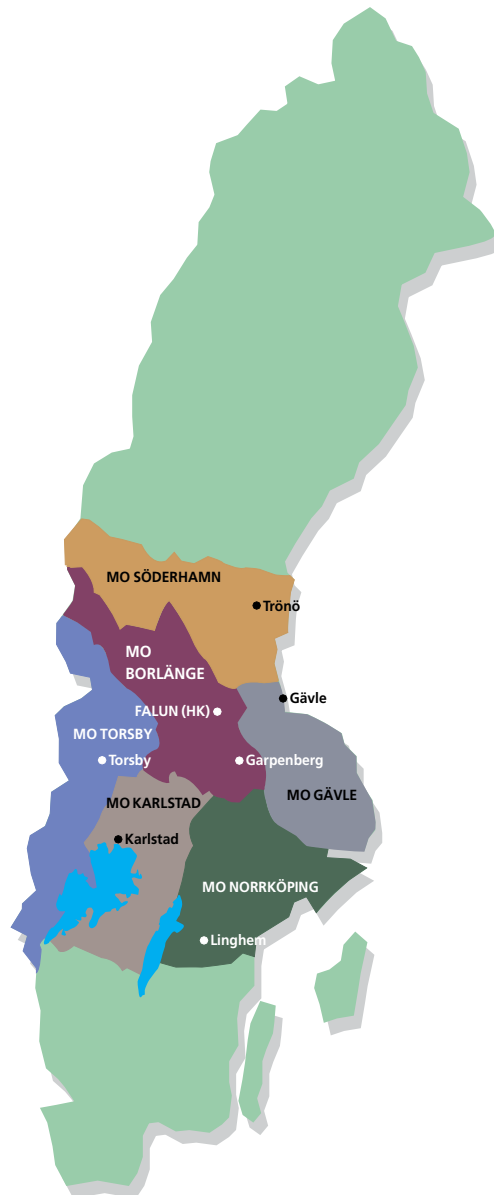 MO SÖDERHAMN
Trönö
MO
BORLÄNGE
Gävle
FALUN (HK)
MO TORSBY
Torsby
Garpenberg
MO GÄVLE
MO KARLSTAD
Karlstad
MO NORRKÖPING
Linghem